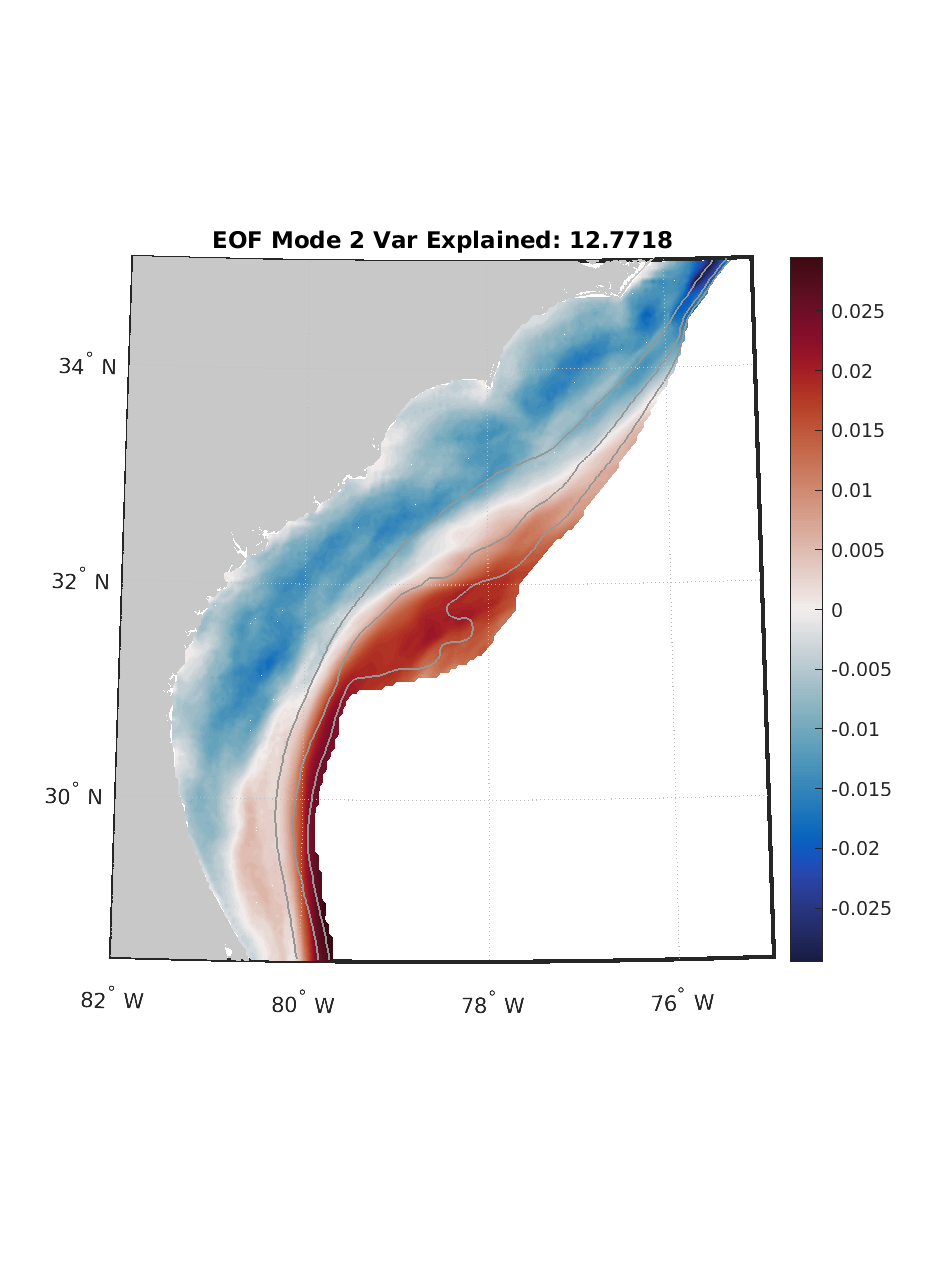 EOF Mode 2 Var Explained: 12.7718
34° N
32° N
30° N
82° W
80° W
78° W
76° W
0.025
0.02
0.015
0.01
0.005
0
-0.005
-0.01
-0.015
-0.02
-0.025